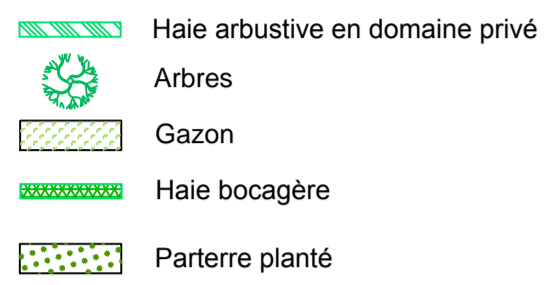 Haie arbustive en domaine privé
Arbres
Gazon
Haie bocagère
Parterre planté